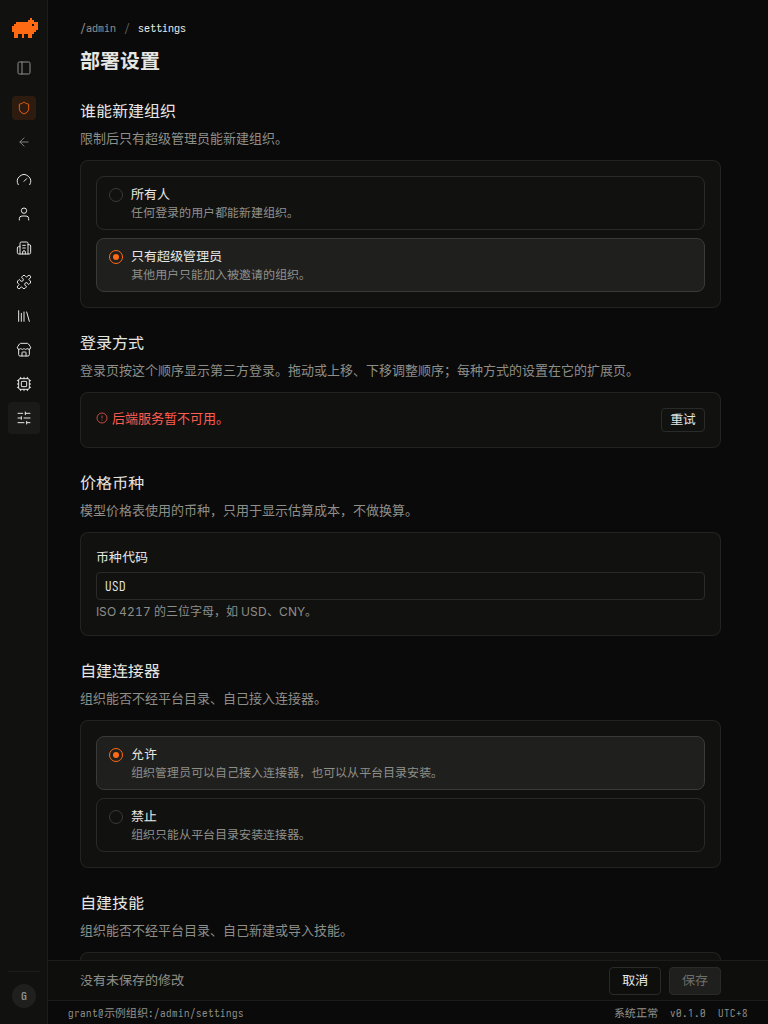 /admin / settings
部署设置
谁能新建组织
限制后只有超级管理员能新建组织。
所有人
任何登录的用户都能新建组织。
只有超级管理员
其他用户只能加入被邀请的组织。
登录方式
登录页按这个顺序显示第三方登录。拖动或上移、下移调整顺序；每种方式的设置在它的扩展页。
后端服务暂不可用。
重试
价格币种
模型价格表使用的币种，只用于显示估算成本，不做换算。
币种代码
USD
ISO 4217 的三位字母，如 USD、CNY。
自建连接器
组织能否不经平台目录、自己接入连接器。
允许
组织管理员可以自己接入连接器，也可以从平台目录安装。
禁止
组织只能从平台目录安装连接器。
自建技能
组织能否不经平台目录、自己新建或导入技能。
没有未保存的修改
取消
保存
G
grant@示例组织:/admin/settings
系统正常 v0.1.0 UTC+8